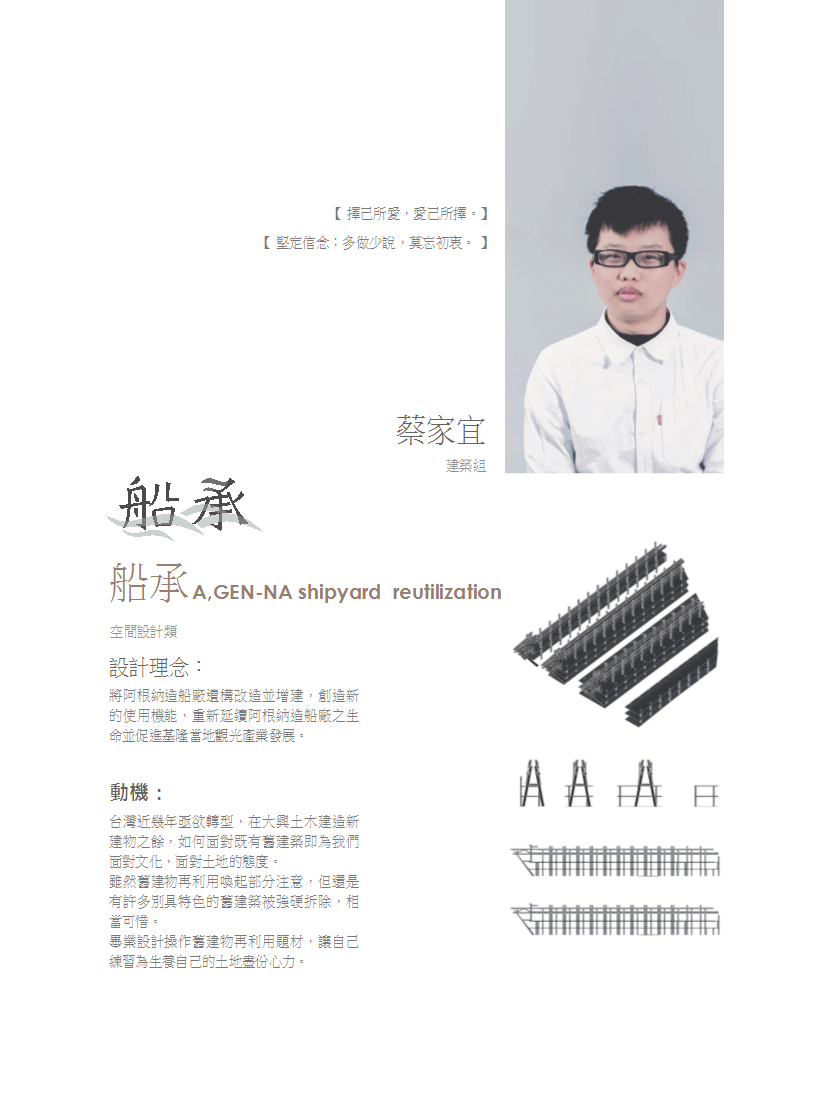 【 擇己所愛，愛己所擇。】
【 堅定信念；多做少說，莫忘初衷。 】
蔡家宜
建築組
船承
船承 A,GEN-NA shipyard reutilization
空間設計類
設計理念：
將阿根納造船廠遺構改造並增建，創造新
的使用機能，重新延續阿根納造船廠之生
命並促進基隆當地觀光產業發展。
動機：
台灣近幾年亟欲轉型，在大興土木建造新
建物之餘，如何面對既有舊建築即為我們
面對文化，面對土地的態度。
雖然舊建物再利用喚起部分注意，但還是
有許多別具特色的舊建築被強硬拆除，相
當可惜。
畢業設計操作舊建物再利用題材，讓自己
練習為生養自己的土地盡份心力。